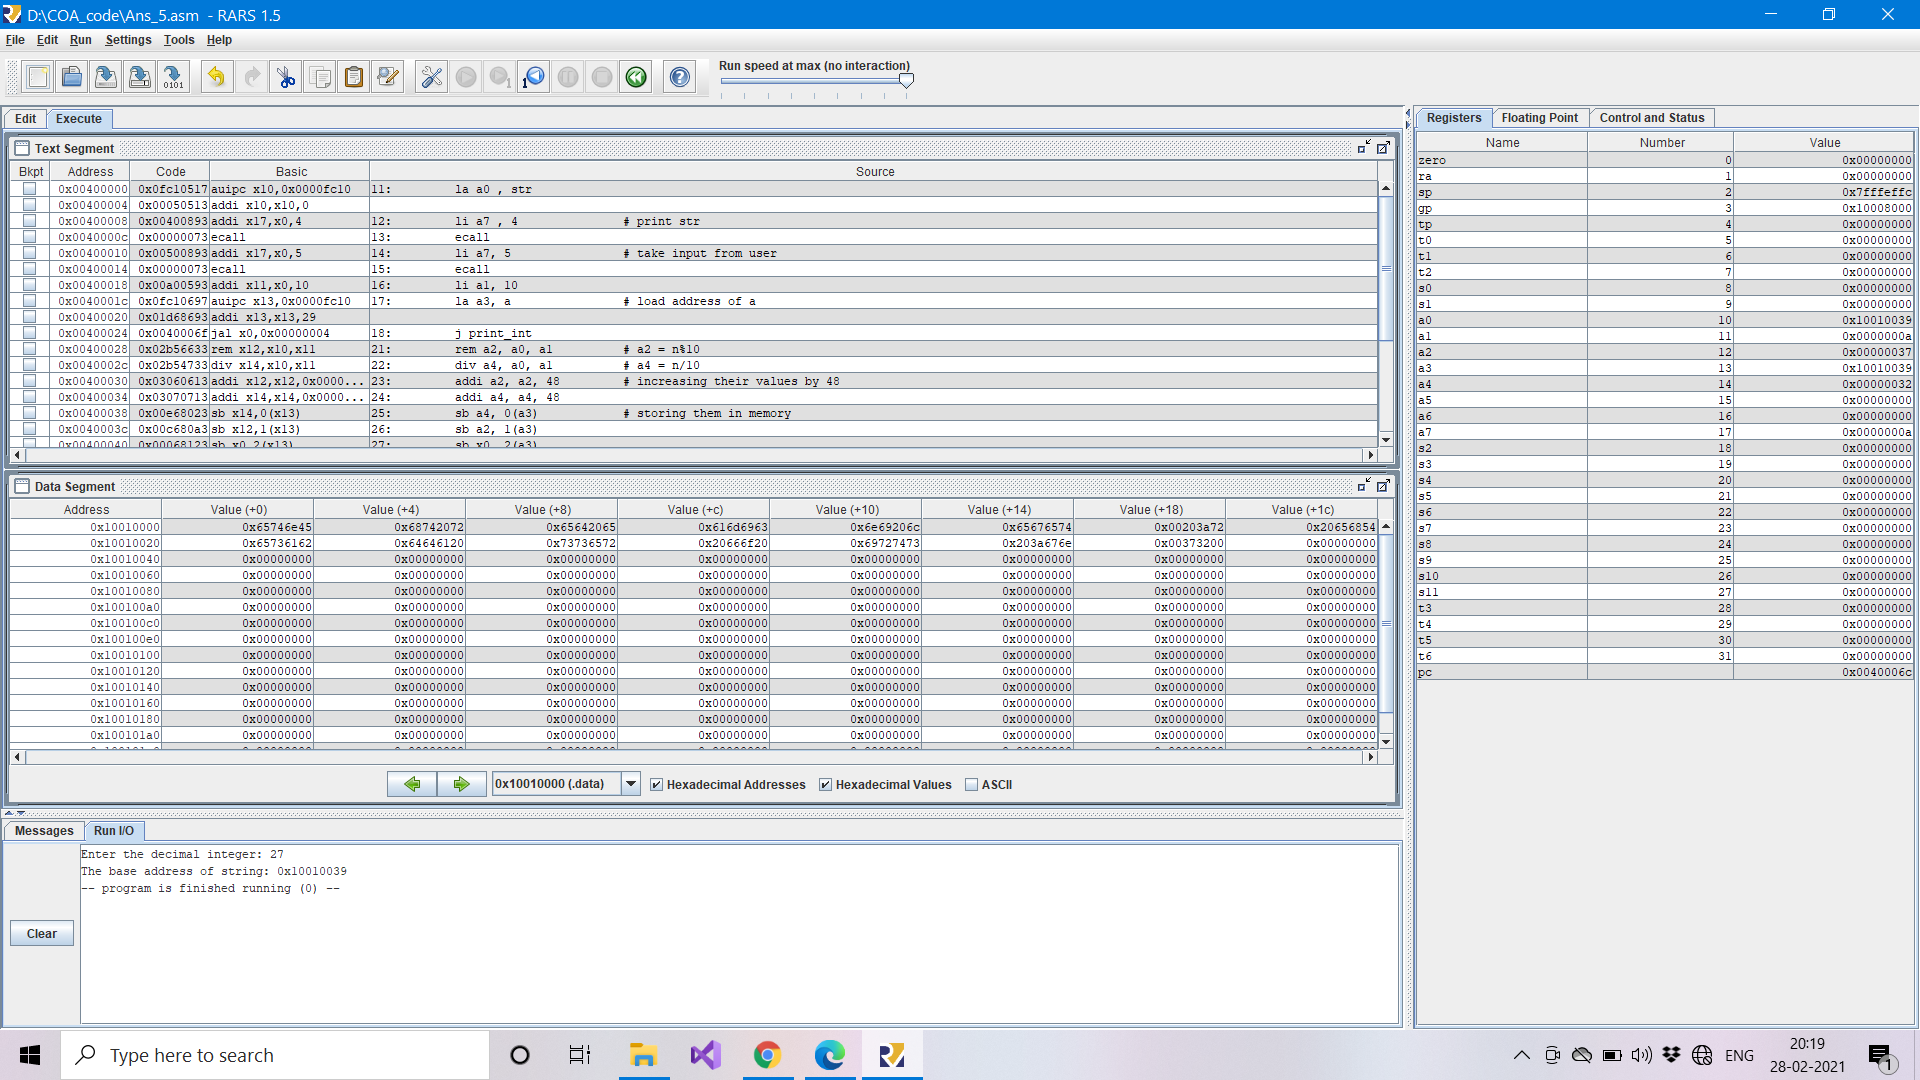 D:\COA_code\Ans_5.asm - RARS 1.5
File Edit Run Settings Tools Help
Run speed at max (no interaction)
Edit Execute
Text Segment
Bkpt Address Code Basic Source
0x00400000 0x0fc10517 auipc x10,0x0000fc10 11: la a0 , str
0x00400004 0x00050513 addi x10,x10,0
0x00400008 0x00400893 addi x17,x0,4 12: li a7 , 4 # print str
0x0040000c 0x00000073 ecall 13: ecall
0x00400010 0x00500893 addi x17,x0,5 14: li a7, 5 # take input from user
0x00400014 0x00000073 ecall 15: ecall
0x00400018 0x00a00593 addi x11,x0,10 16: li a1, 10
0x0040001c 0x0fc10697 auipc x13,0x0000fc10 17: la a3, a # load address of a
0x00400020 0x01d68693 addi x13,x13,29
0x00400024 0x0040006f jal x0,0x00000004 18: j print_int
0x00400028 0x02b56633 rem x12,x10,x11 21: rem a2, a0, a1 # a2 = n%10
0x0040002c 0x02b54733 div x14,x10,x11 22: div a4, a0, a1 # a4 = n/10
0x00400030 0x03060613 addi x12,x12,0x0000... 23: addi a2, a2, 48 # increasing their values by 48
0x00400034 0x03070713 addi x14,x14,0x0000... 24: addi a4, a4, 48
0x00400038 0x00e68023 sb x14,0(x13) 25: sb a4, 0(a3) # storing them in memory
0x0040003c 0x00c680a3 sb x12,1(x13) 26: sb a2, 1(a3)
0x00400040 0x00068123 sb x0,2(x13) 27: sb x0, 2(a3)
Data Segment
Address Value (+0) Value (+4) Value (+8) Value (+c) Value (+10) Value (+14) Value (+18) Value (+1c)
0x10010000 0x65746e45 0x68742072 0x65642065 0x616d6963 0x6e69206c 0x65676574 0x00203a72 0x20656854
0x10010020 0x65736162 0x64646120 0x73736572 0x20666f20 0x69727473 0x203a676e 0x00373200 0x00000000
0x10010040 0x00000000 0x00000000 0x00000000 0x00000000 0x00000000 0x00000000 0x00000000 0x00000000
0x10010060 0x00000000 0x00000000 0x00000000 0x00000000 0x00000000 0x00000000 0x00000000 0x00000000
0x10010080 0x00000000 0x00000000 0x00000000 0x00000000 0x00000000 0x00000000 0x00000000 0x00000000
0x100100a0 0x00000000 0x00000000 0x00000000 0x00000000 0x00000000 0x00000000 0x00000000 0x00000000
0x100100c0 0x00000000 0x00000000 0x00000000 0x00000000 0x00000000 0x00000000 0x00000000 0x00000000
0x100100e0 0x00000000 0x00000000 0x00000000 0x00000000 0x00000000 0x00000000 0x00000000 0x00000000
0x10010100 0x00000000 0x00000000 0x00000000 0x00000000 0x00000000 0x00000000 0x00000000 0x00000000
0x10010120 0x00000000 0x00000000 0x00000000 0x00000000 0x00000000 0x00000000 0x00000000 0x00000000
0x10010140 0x00000000 0x00000000 0x00000000 0x00000000 0x00000000 0x00000000 0x00000000 0x00000000
0x10010160 0x00000000 0x00000000 0x00000000 0x00000000 0x00000000 0x00000000 0x00000000 0x00000000
0x10010180 0x00000000 0x00000000 0x00000000 0x00000000 0x00000000 0x00000000 0x00000000 0x00000000
0x100101a0 0x00000000 0x00000000 0x00000000 0x00000000 0x00000000 0x00000000 0x00000000 0x00000000
0x10010000 (.data) Hexadecimal Addresses Hexadecimal Values ASCII
Messages Run I/O
Enter the decimal integer: 27
The base address of string: 0x10010039
-- program is finished running (0) --
Clear
Registers Floating Point Control and Status
Name Number Value
zero 0 0x00000000
ra 1 0x00000000
sp 2 0x7fffeffc
gp 3 0x10008000
tp 4 0x00000000
t0 5 0x00000000
t1 6 0x00000000
t2 7 0x00000000
s0 8 0x00000000
s1 9 0x00000000
a0 10 0x10010039
a1 11 0x0000000a
a2 12 0x00000037
a3 13 0x10010039
a4 14 0x00000032
a5 15 0x00000000
a6 16 0x00000000
a7 17 0x0000000a
s2 18 0x00000000
s3 19 0x00000000
s4 20 0x00000000
s5 21 0x00000000
s6 22 0x00000000
s7 23 0x00000000
s8 24 0x00000000
s9 25 0x00000000
s10 26 0x00000000
s11 27 0x00000000
t3 28 0x00000000
t4 29 0x00000000
t5 30 0x00000000
t6 31 0x00000000
pc 0x0040006c
Type here to search
ENG
20:19
28-02-2021
1